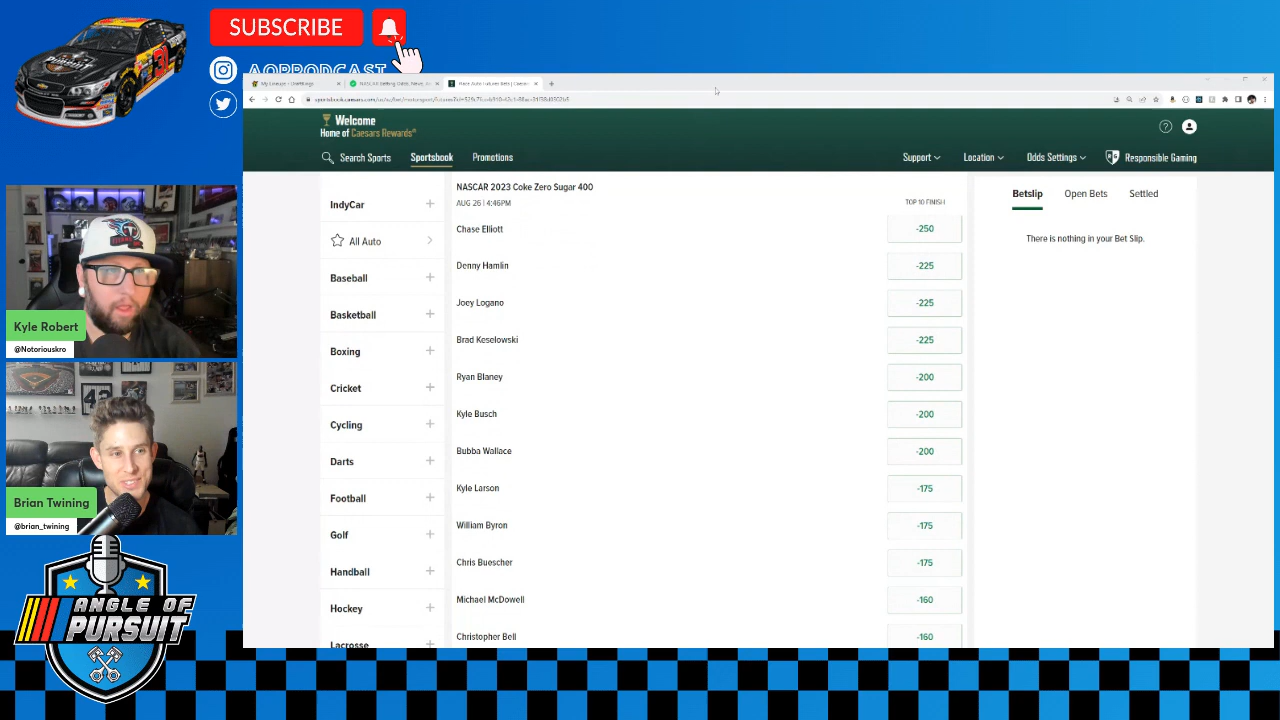 SUBSCRIBE
AOPPODCAST
Kyle Robert
@Notoriouskro
Brian Twining
@brian_twining
ANGLE OF
PURSUIT
Welcome
Home of Caesars Rewards®
Search Sports
Sportsbook
Promotions
Support
Location
Odds Settings
RG
Responsible Gaming
IndyCar
All Auto
Baseball
Basketball
Boxing
Cricket
Cycling
Darts
Football
Golf
Handball
Hockey
Lacrosse
NASCAR 2023 Coke Zero Sugar 400
AUG 26 | 4:46PM
TOP 10 FINISH
Chase Elliott -250
Denny Hamlin -225
Joey Logano -225
Brad Keselowski -225
Ryan Blaney -200
Kyle Busch -200
Bubba Wallace -200
Kyle Larson -175
William Byron -175
Chris Buescher -175
Michael McDowell -160
Christopher Bell -160
Betslip
Open Bets
Settled
There is nothing in your Bet Slip.